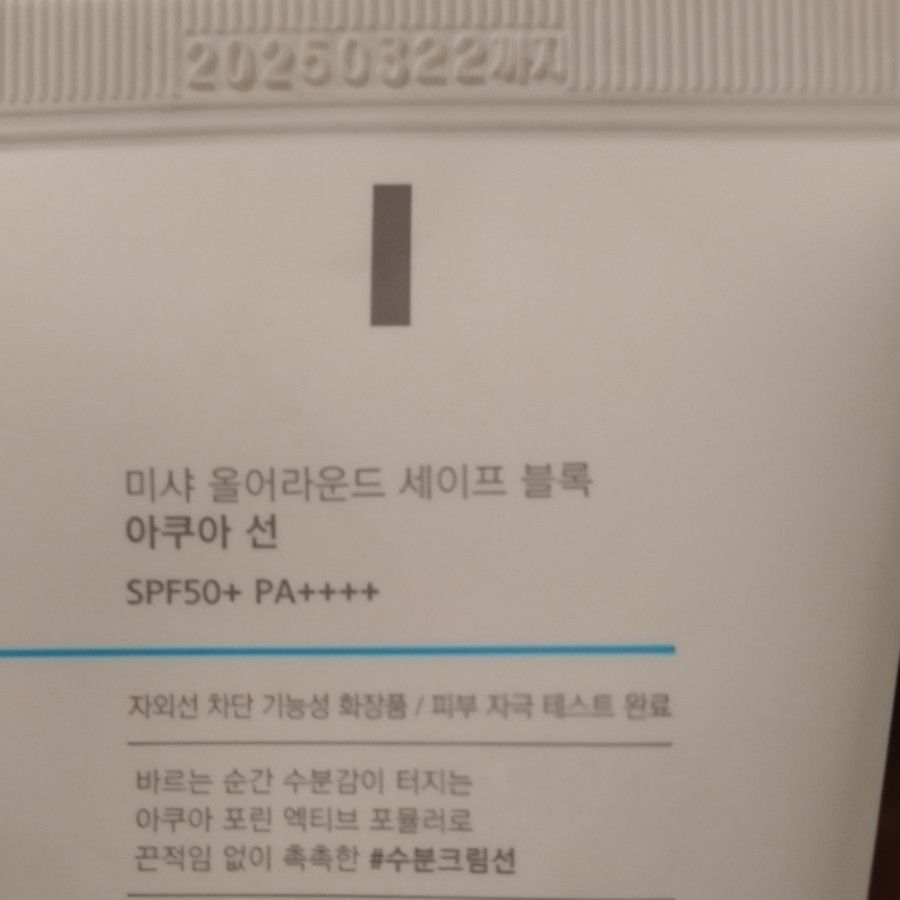 20250322까지
미샤 올어라운드 세이프 블록
아쿠아 선
SPF50+ PA++++
자외선 차단 기능성 화장품 / 피부 자극 테스트 완료
바르는 순간 수분감이 터지는
아쿠아 포린 엑티브 포뮬러로
끈적임 없이 촉촉한 #수분크림선